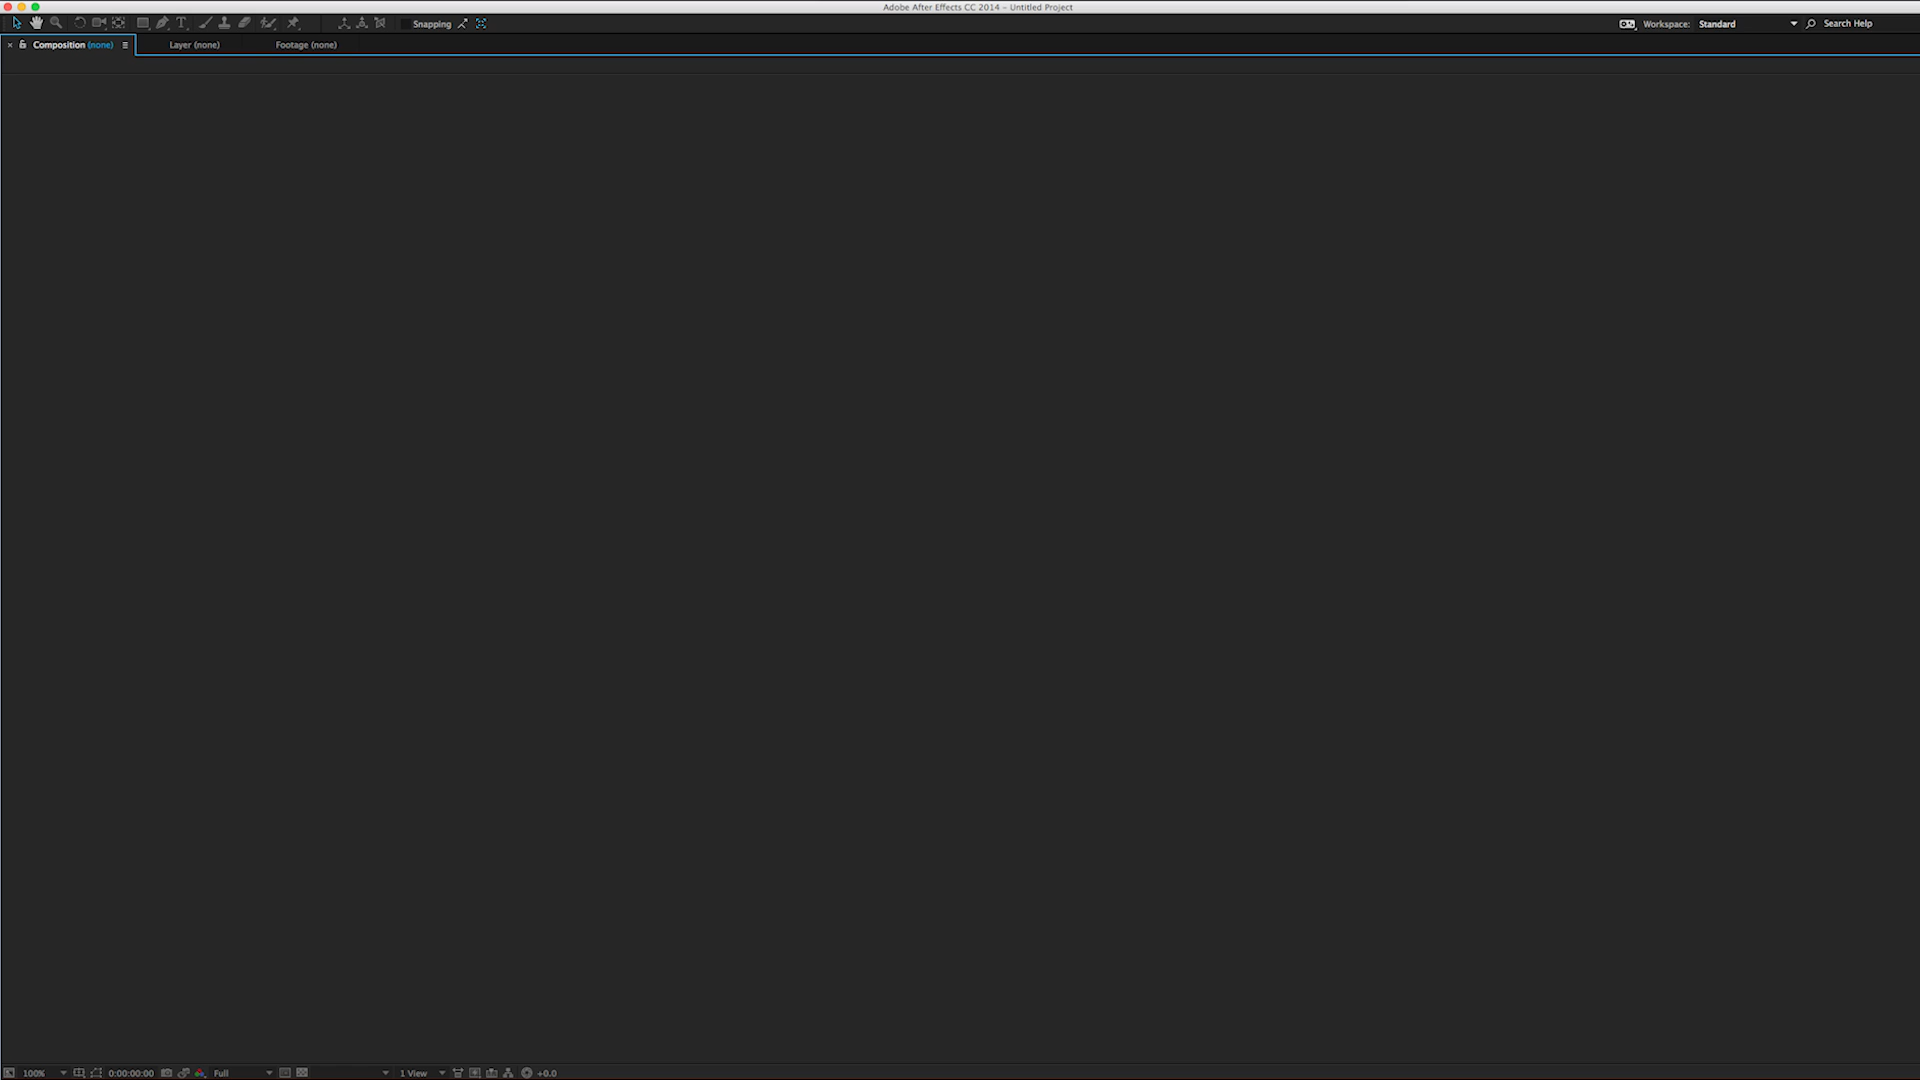 Adobe After Effects CC 2014 - Untitled Project
Snapping
Workspace: Standard
Search Help
Composition (none)
Layer (none)
Footage (none)
100%
0:00:00:00
Full
1 View
+0.0